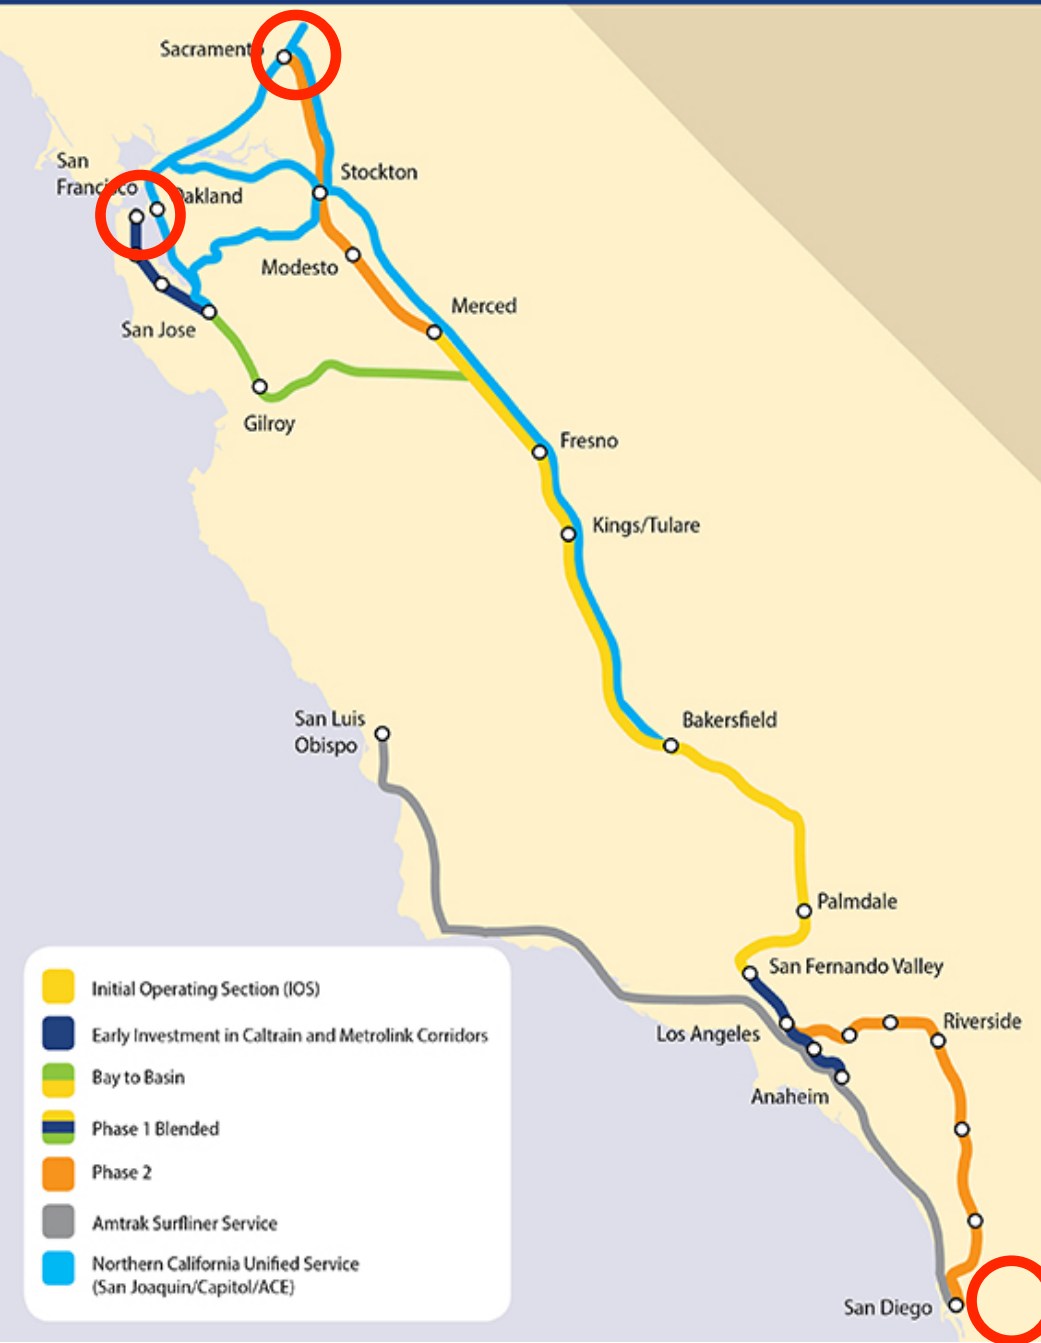 Sacramento
San
Francisco
Oakland
Stockton
Modesto
Merced
San Jose
Gilroy
Fresno
Kings/Tulare
San Luis
Obispo
Bakersfield
Palmdale
San Fernando Valley
Los Angeles
Riverside
Anaheim
San Diego
Initial Operating Section (IOS)
Early Investment in Caltrain and Metrolink Corridors
Bay to Basin
Phase 1 Blended
Phase 2
Amtrak Surfliner Service
Northern California Unified Service
(San Joaquin/Capitol/ACE)